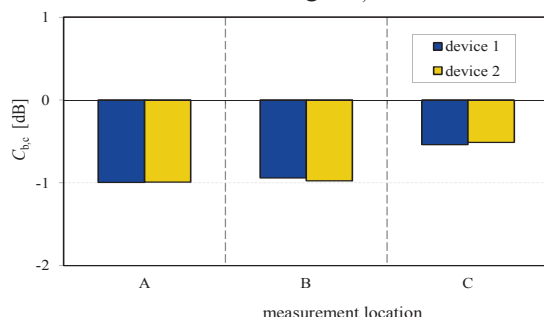 1
device 1
device 2
0
C_b,c [dB]
-1
-2
A B C
measurement location